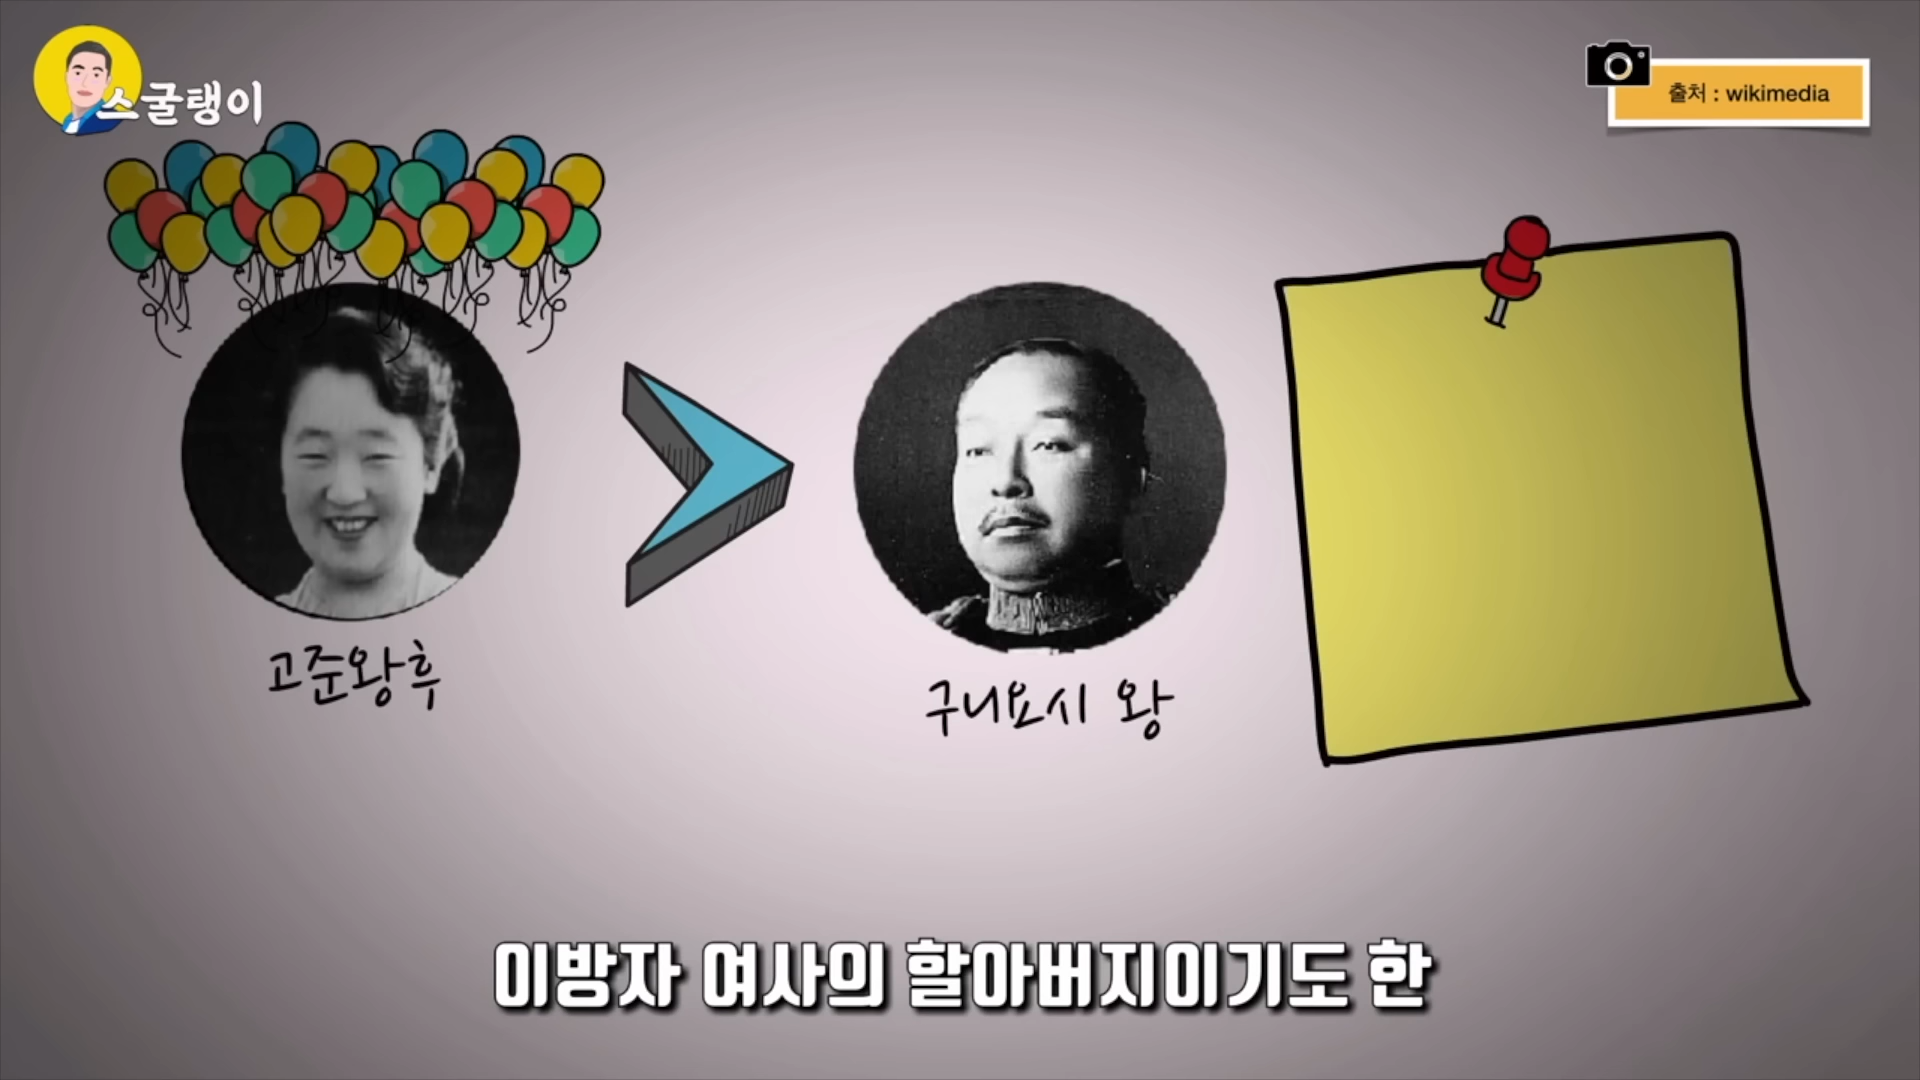 스굴탱이
출처 : wikimedia
고준왕후
구니요시 왕
이방자 여사의 할아버지이기도 한